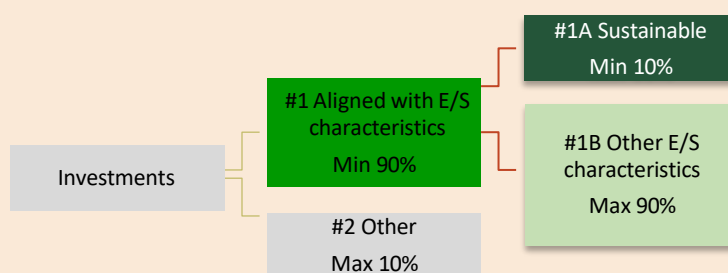 #1A Sustainable
Min 10%
#1 Aligned with E/S
characteristics
Min 90%
#1B Other E/S
characteristics
Max 90%
Investments
#2 Other
Max 10%